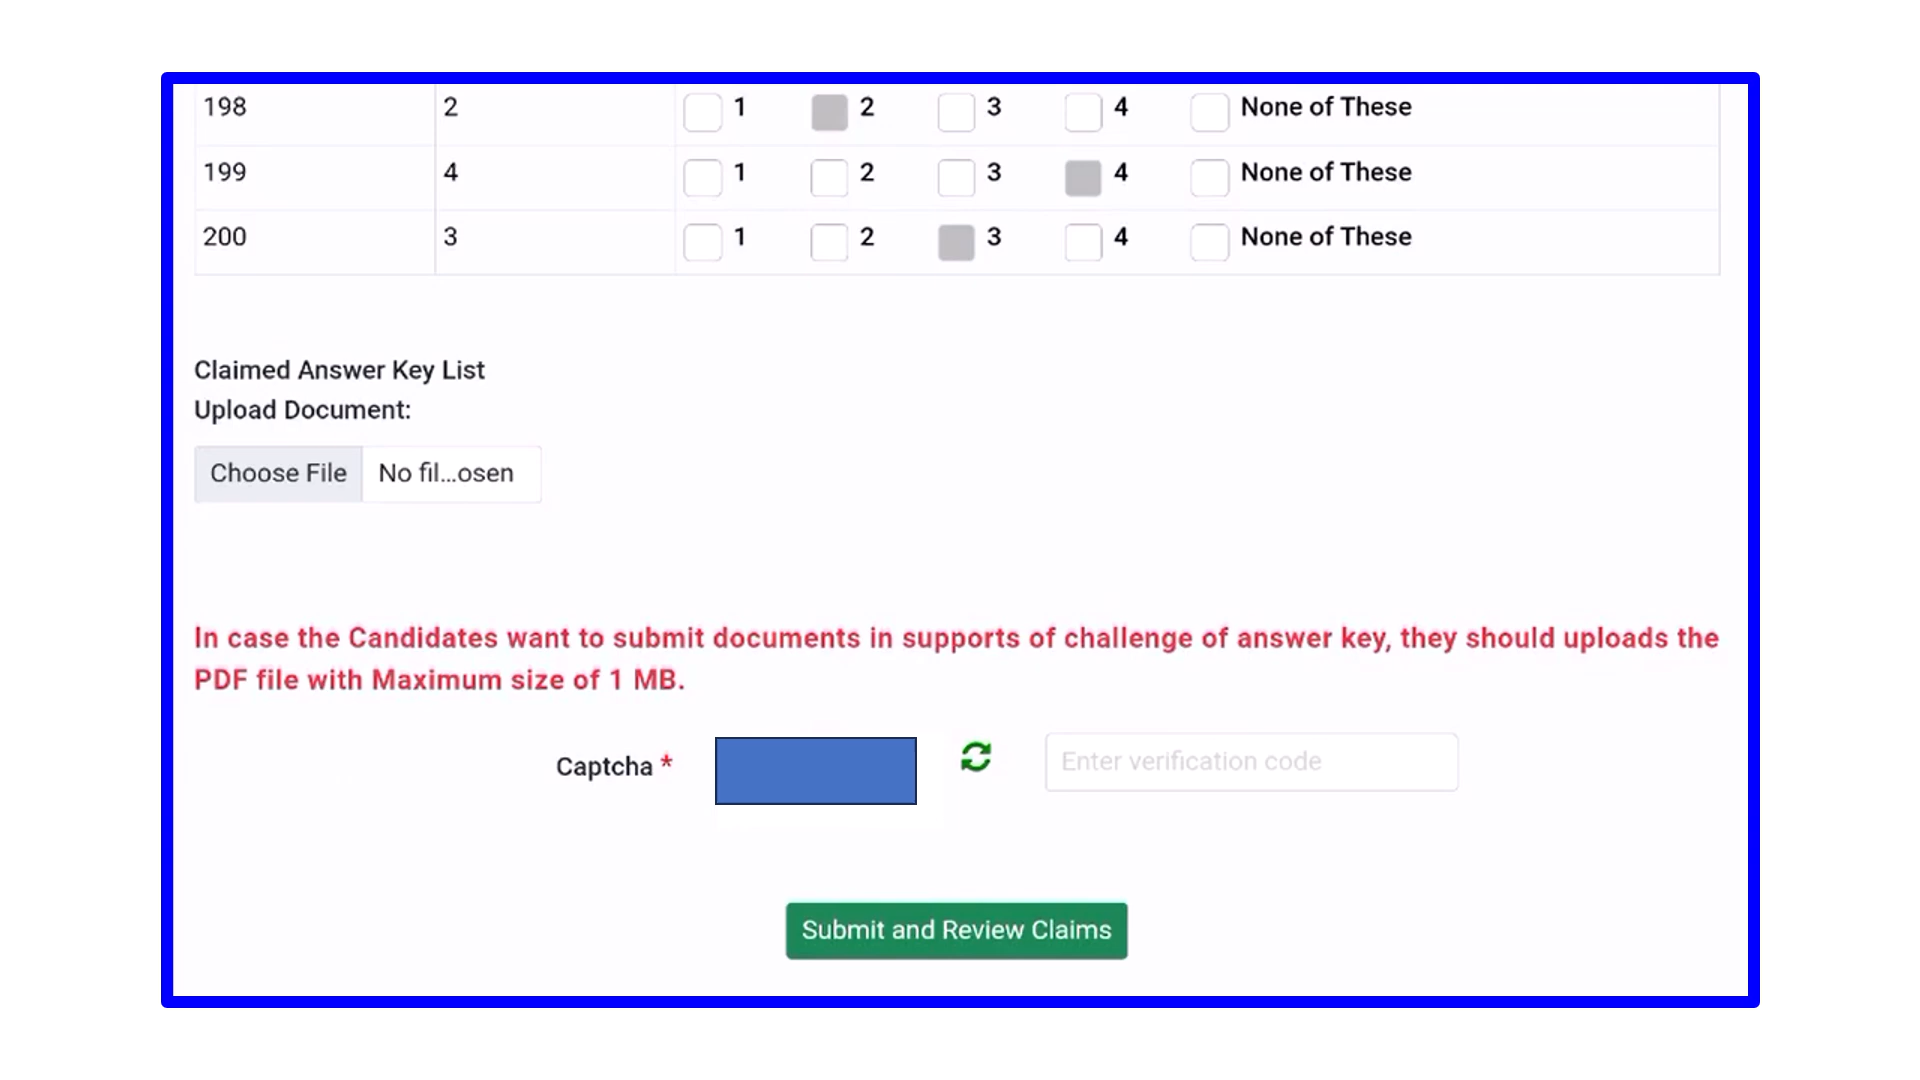 198 2 1 2 3 4 None of These
199 4 1 2 3 4 None of These
200 3 1 2 3 4 None of These
Claimed Answer Key List
Upload Document:
Choose File No fil...osen
In case the Candidates want to submit documents in supports of challenge of answer key, they should uploads the
PDF file with Maximum size of 1 MB.
Captcha * Enter verification code
Submit and Review Claims